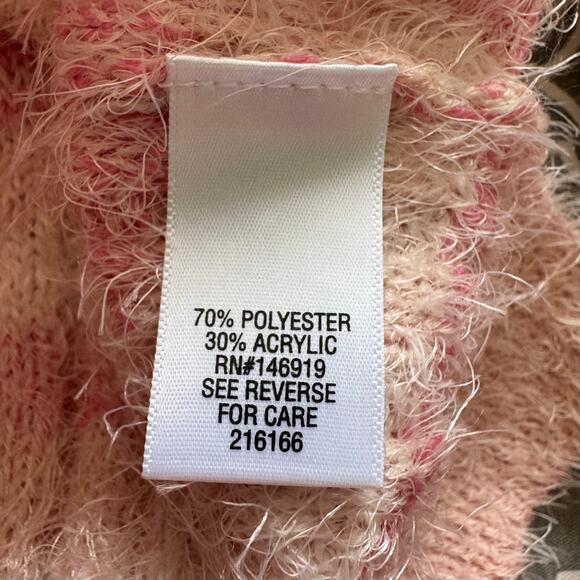 70% POLYESTER
30% ACRYLIC
RN#146919
SEE REVERSE
FOR CARE
216166